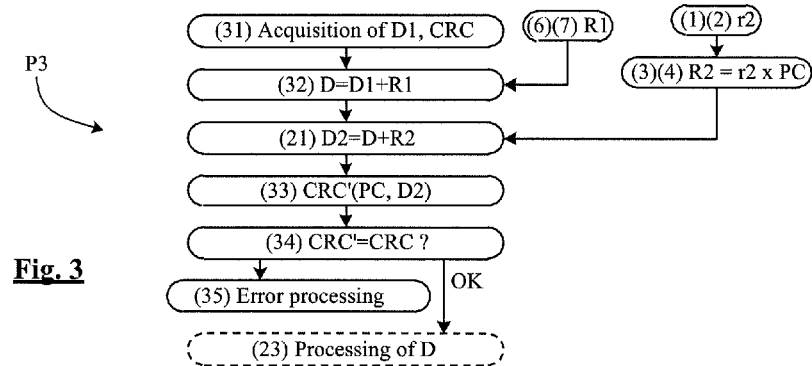 (31) Acquisition of D1, CRC
(6)(7) R1
(1)(2) r2
P3
(32) D=D1+R1
(3)(4) R2 = r2 x PC
(21) D2=D+R2
(33) CRC'(PC, D2)
(34) CRC'=CRC ?
Fig. 3
(35) Error processing
OK
(23) Processing of D